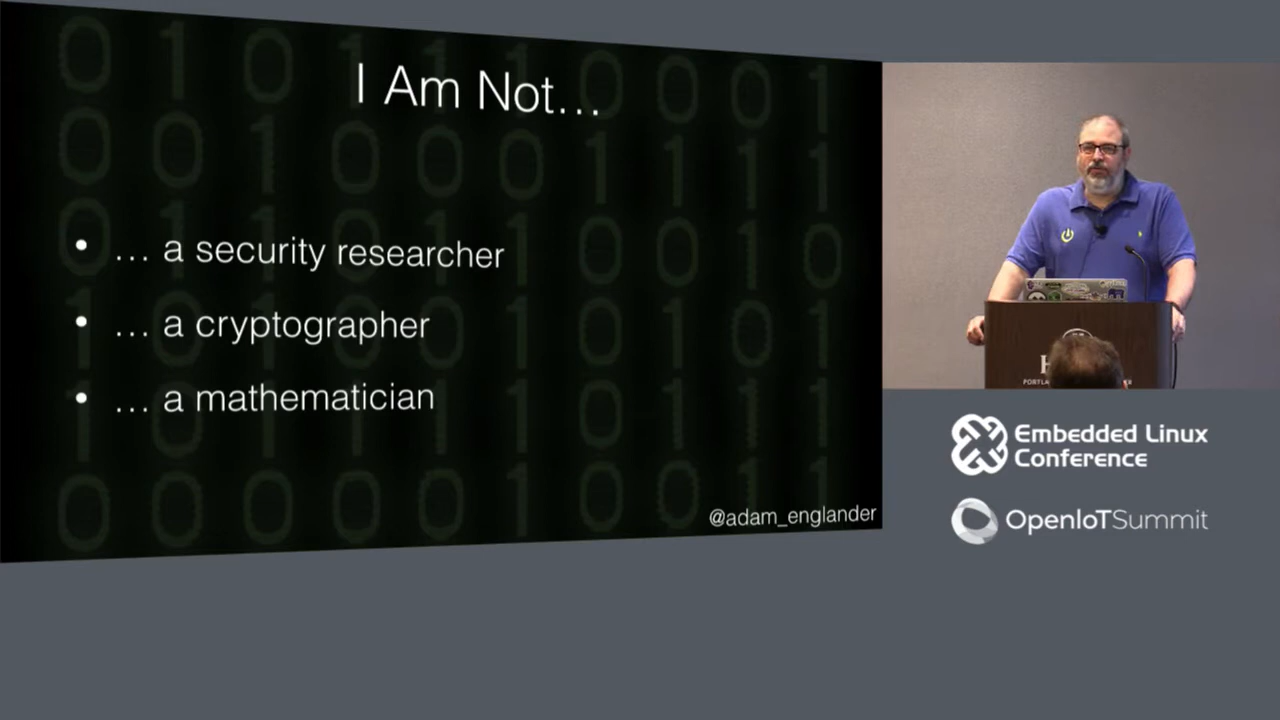 I Am Not…
• … a security researcher
• … a cryptographer
• … a mathematician
@adam_englander
Embedded Linux
Conference
OpenIoTSummit